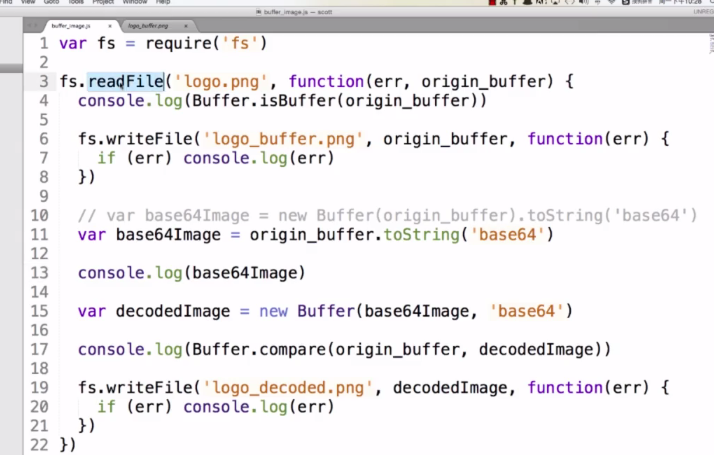 Find View Goto Tools Project Window Help
buffer_image.js — scott
buffer_image.js × logo_buffer.png ×
1 var fs = require('fs')
2
3 fs.readFile('logo.png', function(err, origin_buffer) {
4 console.log(Buffer.isBuffer(origin_buffer))
5
6 fs.writeFile('logo_buffer.png', origin_buffer, function(err) {
7 if (err) console.log(err)
8 })
9
10 // var base64Image = new Buffer(origin_buffer).toString('base64')
11 var base64Image = origin_buffer.toString('base64')
12
13 console.log(base64Image)
14
15 var decodedImage = new Buffer(base64Image, 'base64')
16
17 console.log(Buffer.compare(origin_buffer, decodedImage))
18
19 fs.writeFile('logo_decoded.png', decodedImage, function(err) {
20 if (err) console.log(err)
21 })
22 })